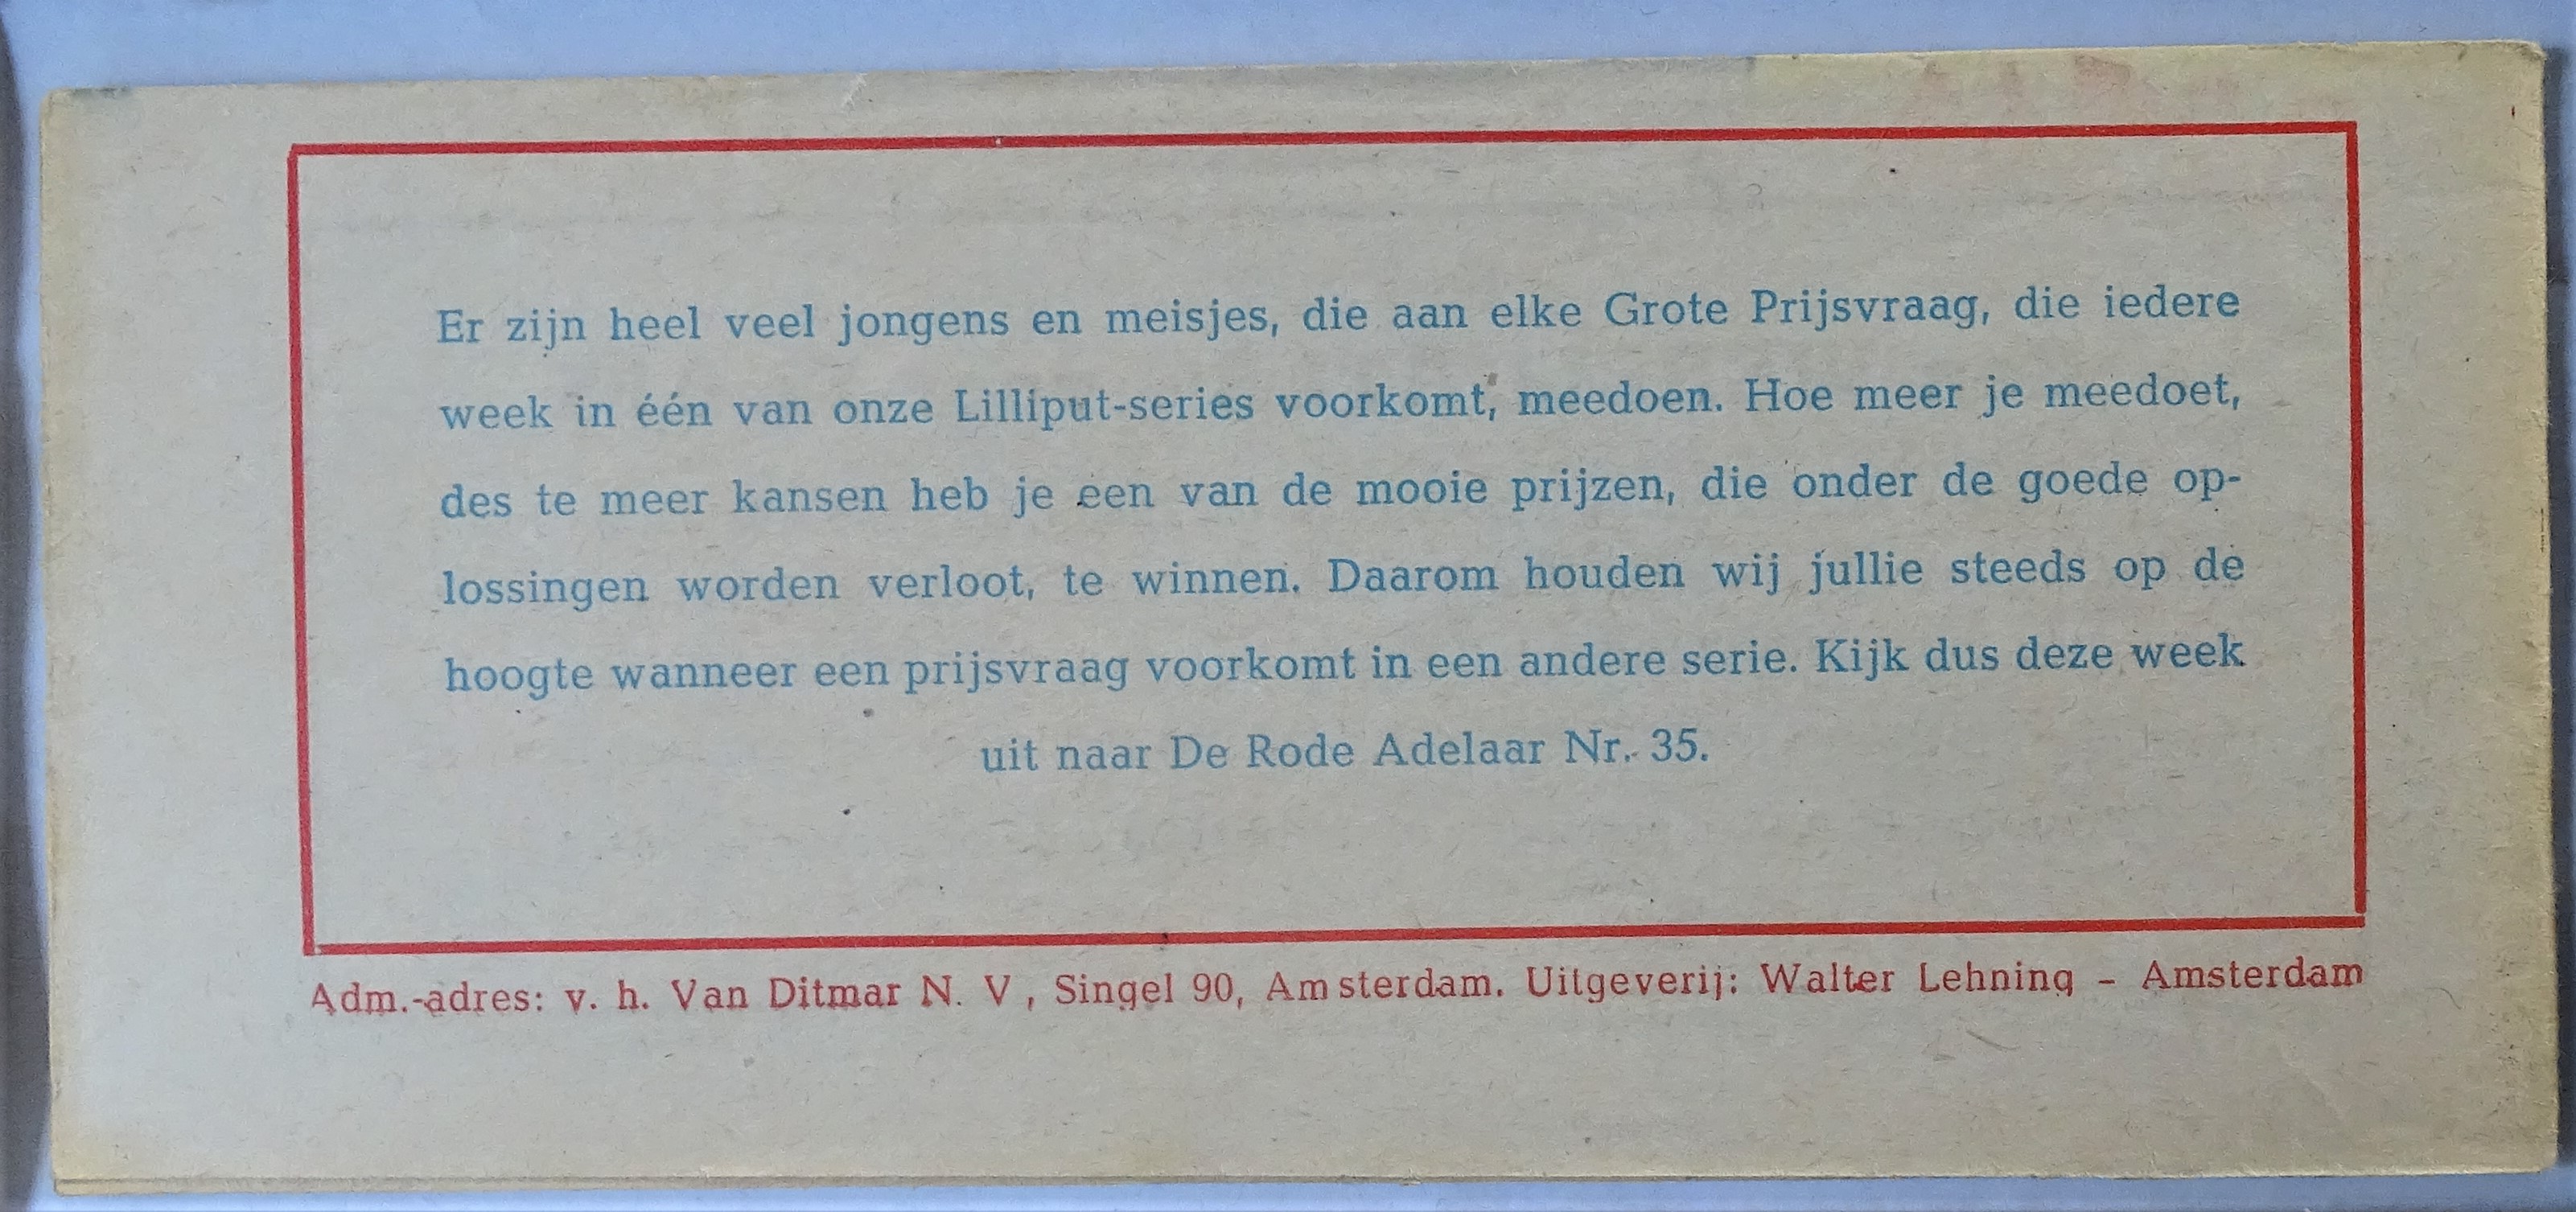 Er zijn heel veel jongens en meisjes, die aan elke Grote Prijsvraag, die iedere
week in één van onze Lilliput-series voorkomt, meedoen. Hoe meer je meedoet,
des te meer kansen heb je een van de mooie prijzen, die onder de goede op-
lossingen worden verloot, te winnen. Daarom houden wij jullie steeds op de
hoogte wanneer een prijsvraag voorkomt in een andere serie. Kijk dus deze week
uit naar De Rode Adelaar Nr. 35.
Adm.-adres: v. h. Van Ditmar N. V , Singel 90, Amsterdam. Uitgeverij: Walter Lehning - Amsterdam